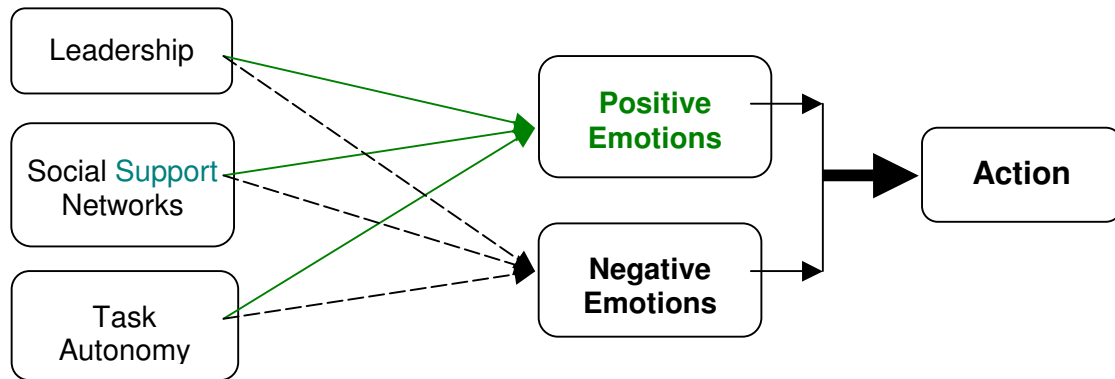 Leadership
Social Support
Networks
Task
Autonomy
Positive
Emotions
Negative
Emotions
Action